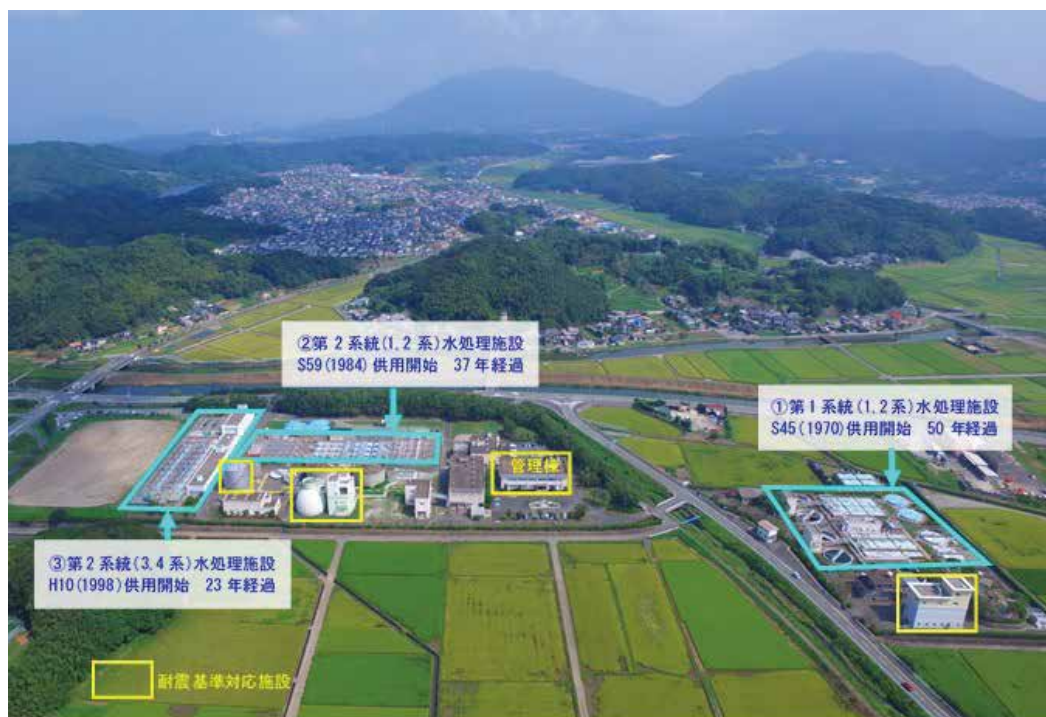 ②第2系統(1,2系)水処理施設
S59(1984)供用開始 37年経過
①第1系統(1,2系)水処理施設
S45(1970)供用開始 50年経過
管理棟
③第2系統(3,4系)水処理施設
H10(1998)供用開始 23年経過
耐震基準対応施設